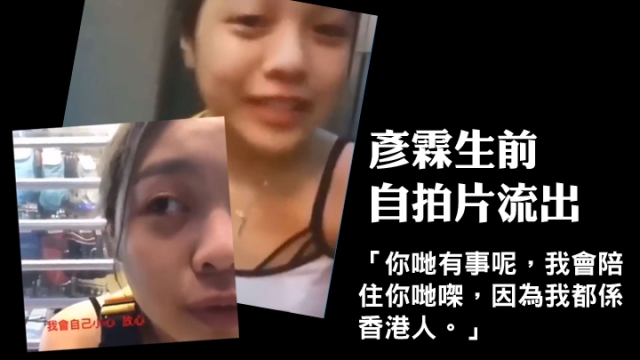 彥霖生前
自拍片流出
「你哋有事呢，我會陪
住你哋㗎，因為我都係
香港人。」
我會自己小心 放心